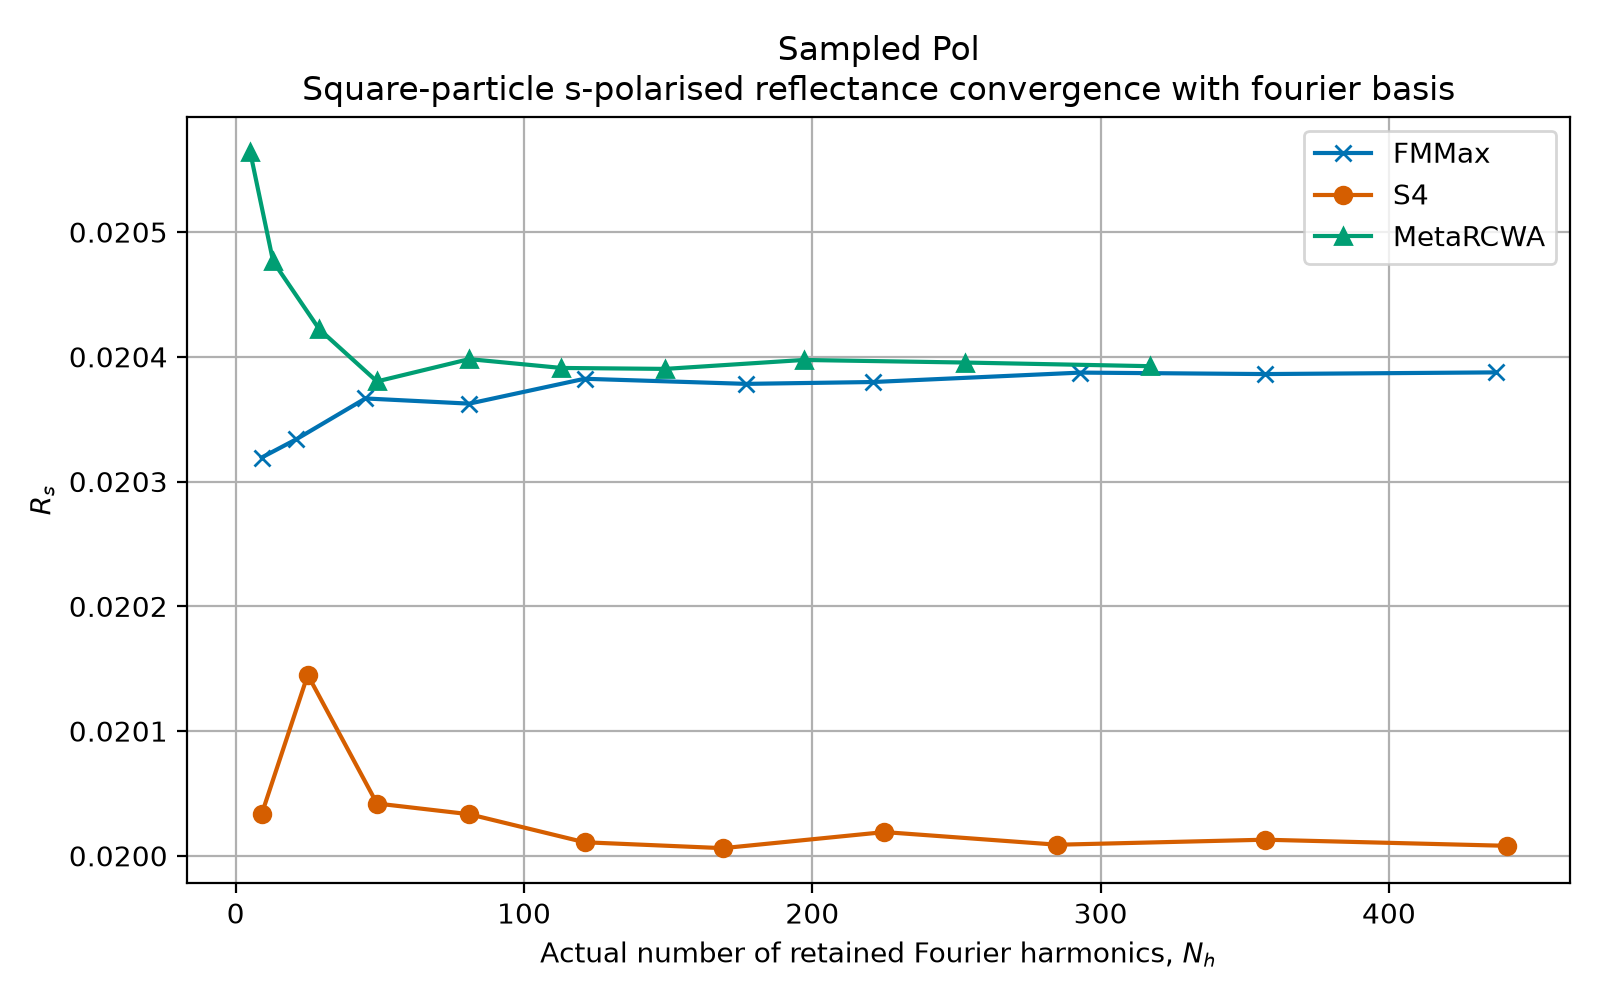 Sampled Pol
Square-particle s-polarised reflectance convergence with fourier basis
FMMax
S4
MetaRCWA
0.0205
0.0204
0.0203
0.0202
0.0201
0.0200
R_s
0 100 200 300 400
Actual number of retained Fourier harmonics, N_h